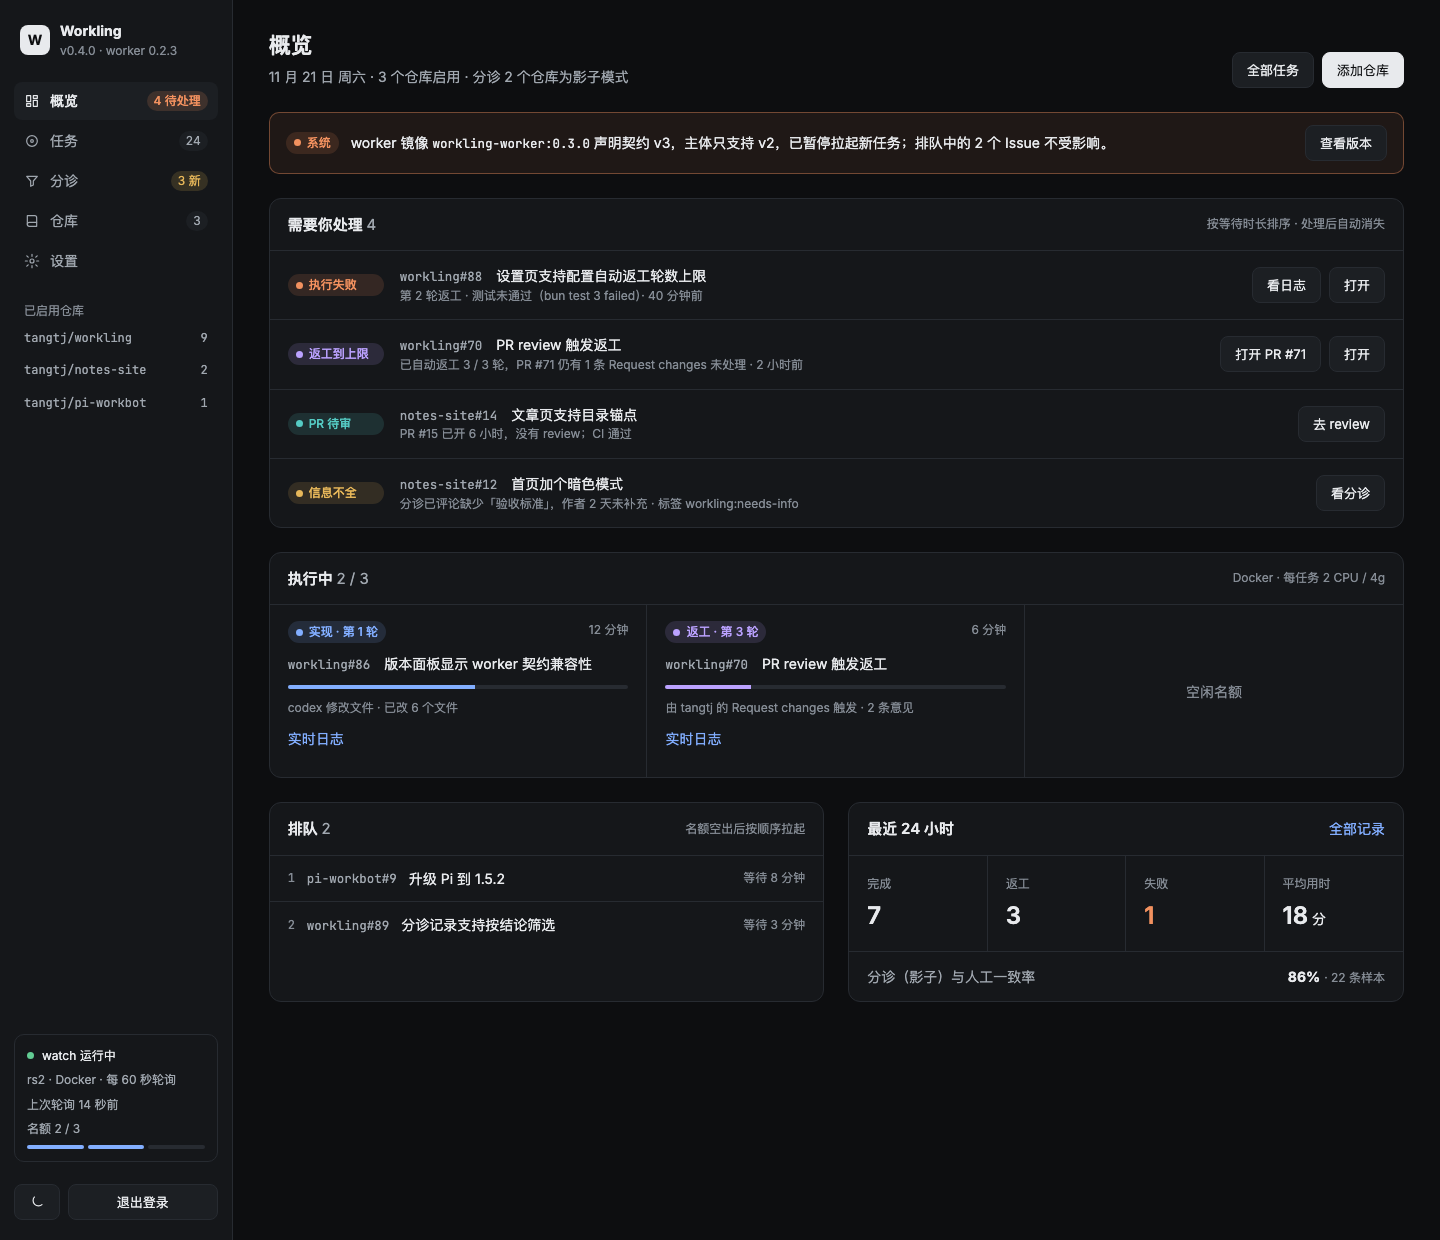 W
Workling
v0.4.0 · worker 0.2.3
概览
4 待处理
任务
24
分诊
3 新
仓库
3
设置
已启用仓库
tangtj/workling
9
tangtj/notes-site
2
tangtj/pi-workbot
1
watch 运行中
rs2 · Docker · 每 60 秒轮询
上次轮询 14 秒前
名额 2 / 3
退出登录
概览
11 月 21 日 周六 · 3 个仓库启用 · 分诊 2 个仓库为影子模式
全部任务
添加仓库
系统
worker 镜像 workling-worker:0.3.0 声明契约 v3，主体只支持 v2，已暂停拉起新任务；排队中的 2 个 Issue 不受影响。
查看版本
需要你处理 4
按等待时长排序 · 处理后自动消失
执行失败
workling#88 设置页支持配置自动返工轮数上限
第 2 轮返工 · 测试未通过（bun test 3 failed）· 40 分钟前
看日志
打开
返工到上限
workling#70 PR review 触发返工
已自动返工 3 / 3 轮，PR #71 仍有 1 条 Request changes 未处理 · 2 小时前
打开 PR #71
打开
PR 待审
notes-site#14 文章页支持目录锚点
PR #15 已开 6 小时，没有 review；CI 通过
去 review
信息不全
notes-site#12 首页加个暗色模式
分诊已评论缺少「验收标准」，作者 2 天未补充 · 标签 workling:needs-info
看分诊
执行中 2 / 3
Docker · 每任务 2 CPU / 4g
实现 · 第 1 轮
12 分钟
workling#86 版本面板显示 worker 契约兼容性
codex 修改文件 · 已改 6 个文件
实时日志
返工 · 第 3 轮
6 分钟
workling#70 PR review 触发返工
由 tangtj 的 Request changes 触发 · 2 条意见
实时日志
空闲名额
排队 2
名额空出后按顺序拉起
1 pi-workbot#9 升级 Pi 到 1.5.2
等待 8 分钟
2 workling#89 分诊记录支持按结论筛选
等待 3 分钟
最近 24 小时
全部记录
完成
7
返工
3
失败
1
平均用时
18 分
分诊（影子）与人工一致率
86% · 22 条样本